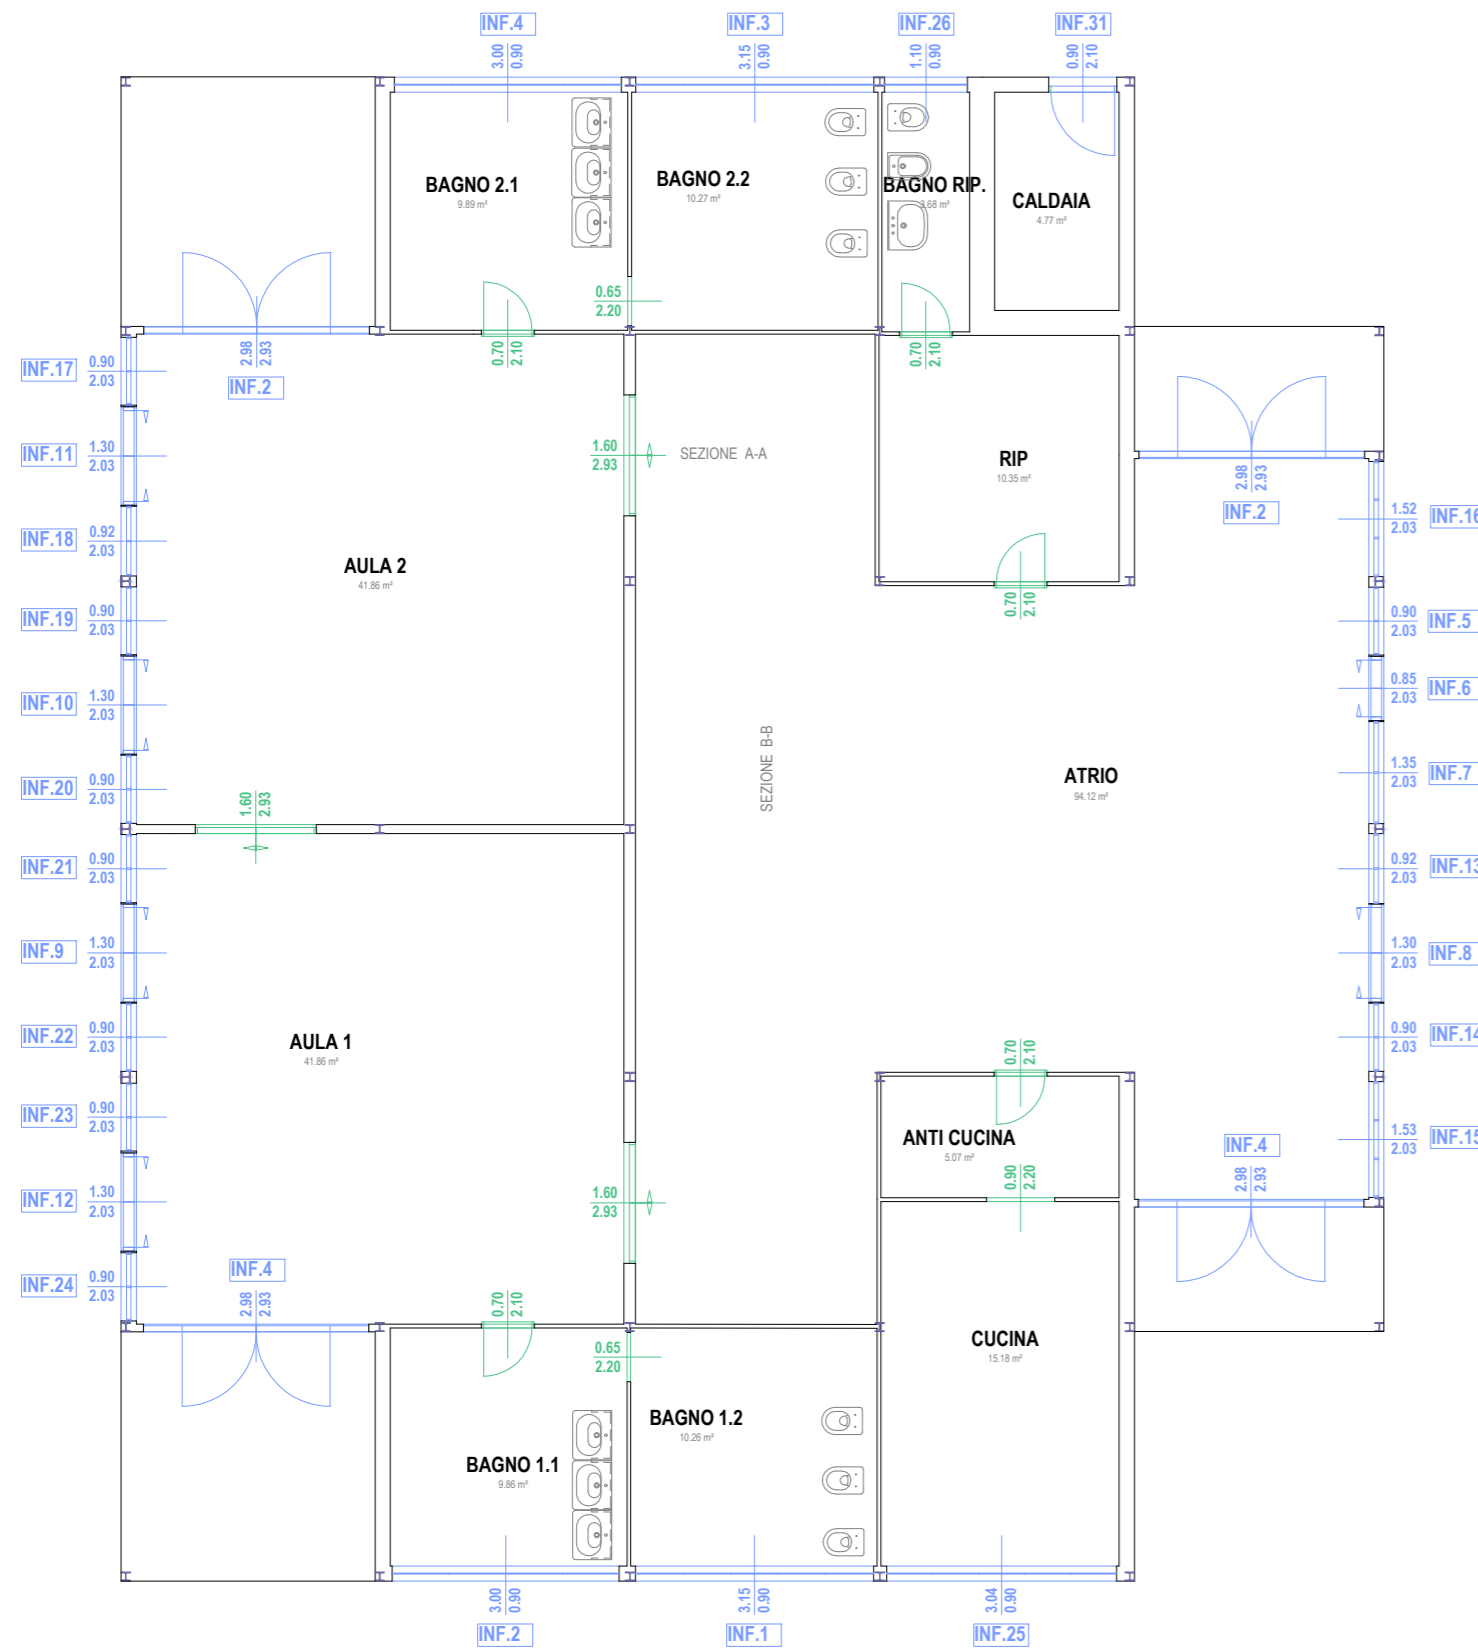 INF.4
INF.3
INF.26
INF.31
3.00
0.90
3.15
0.90
1.10
0.90
0.90
2.10
BAGNO 2.1
9.89 m²
BAGNO 2.2
10.27 m²
BAGNO RIP.
3.68 m²
CALDAIA
4.77 m²
0.65
2.20
0.70
2.10
0.70
2.10
2.98
2.93
INF.2
INF.17
0.90
2.03
INF.11
1.30
2.03
1.60
2.93
SEZIONE A-A
RIP
10.35 m²
2.98
2.93
INF.2
1.52
2.03
INF.16
INF.18
0.92
2.03
AULA 2
41.86 m²
0.70
2.10
INF.19
0.90
2.03
0.90
2.03
INF.5
INF.10
1.30
2.03
0.85
2.03
INF.6
SEZIONE B-B
ATRIO
94.12 m²
1.35
2.03
INF.7
INF.20
0.90
2.03
1.60
2.93
INF.21
0.90
2.03
0.92
2.03
INF.13
INF.9
1.30
2.03
1.30
2.03
INF.8
INF.22
0.90
2.03
AULA 1
41.86 m²
0.70
2.10
0.90
2.03
INF.14
INF.23
0.90
2.03
ANTI CUCINA
5.07 m²
INF.4
2.98
2.93
1.53
2.03
INF.15
0.90
2.20
INF.12
1.30
2.03
1.60
2.93
INF.24
0.90
2.03
INF.4
2.98
2.93
0.70
2.10
0.65
2.20
CUCINA
15.18 m²
BAGNO 1.2
10.26 m²
BAGNO 1.1
9.86 m²
3.00
0.90
3.15
0.90
3.04
0.90
INF.2
INF.1
INF.25